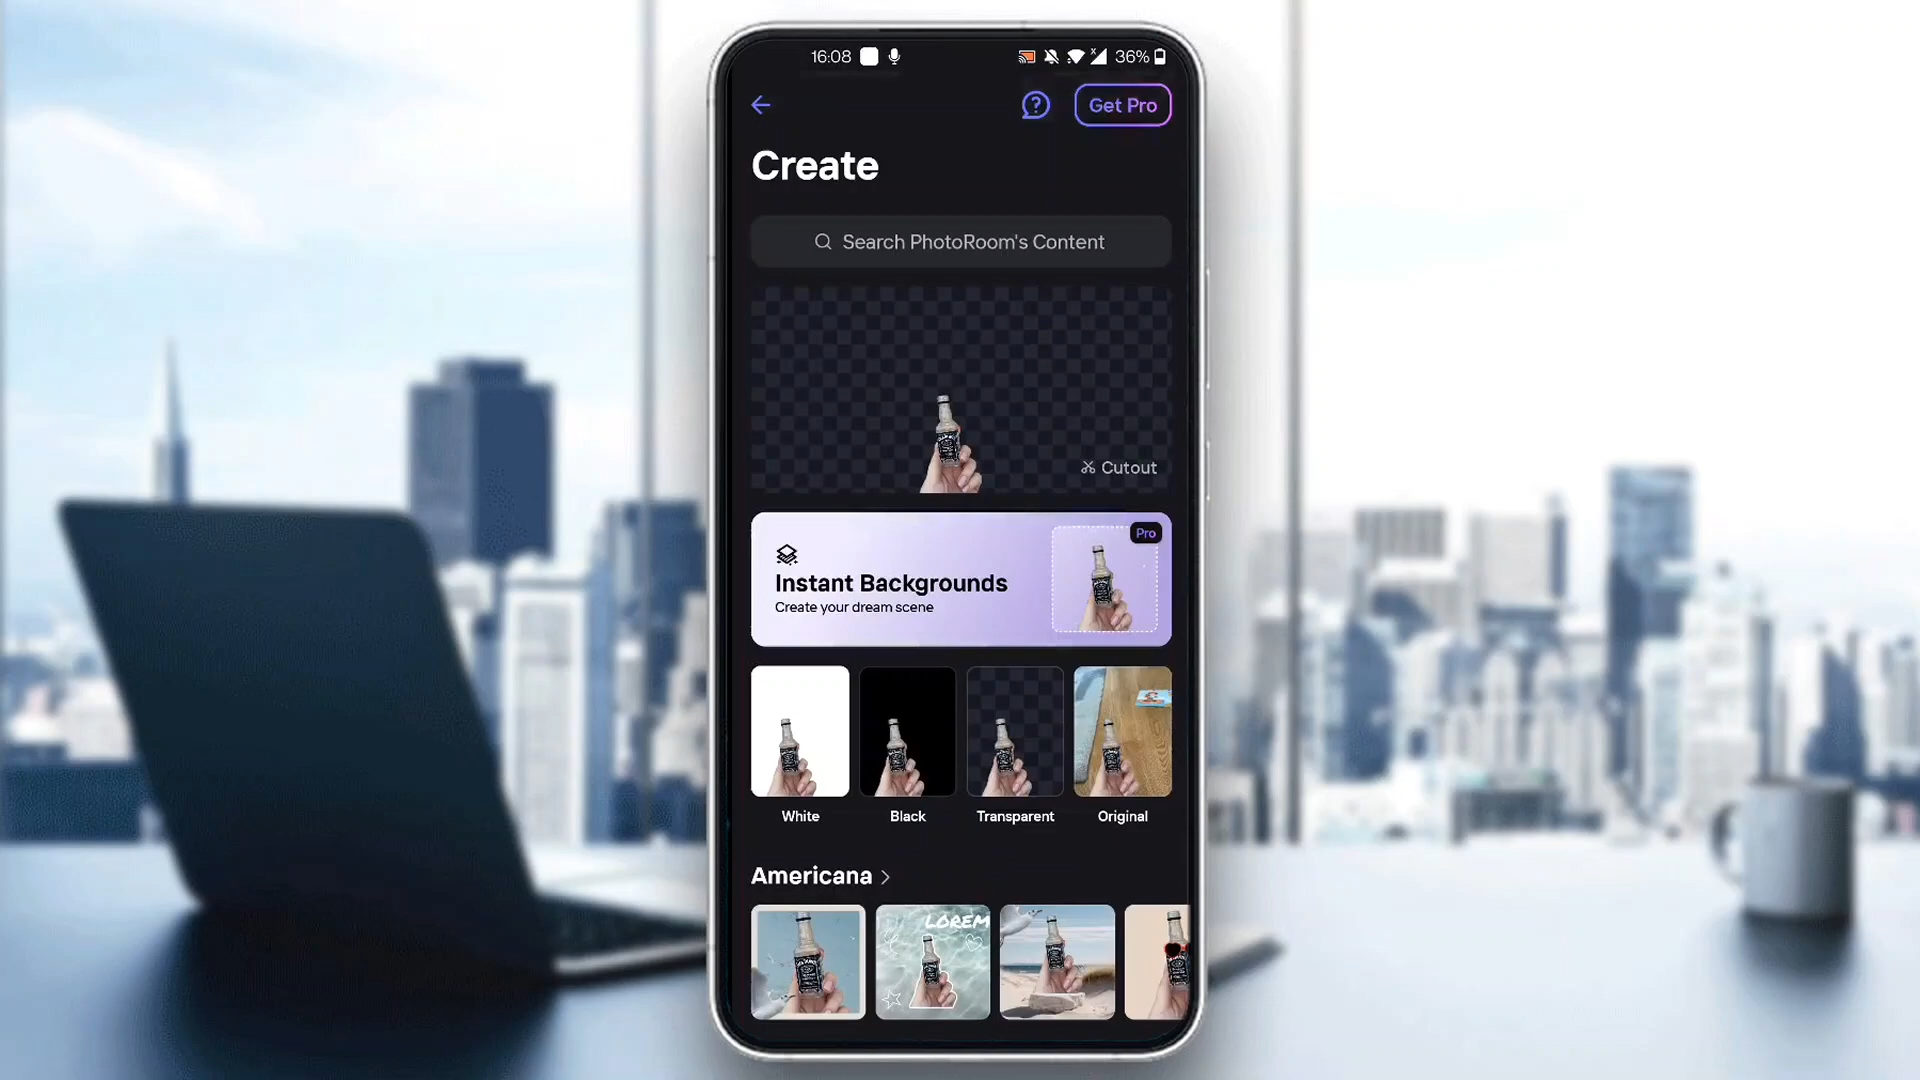 16:08
36%
Get Pro
Create
Search PhotoRoom's Content
Cutout
Pro
Instant Backgrounds
Create your dream scene
White
Black
Transparent
Original
Americana
LOREM